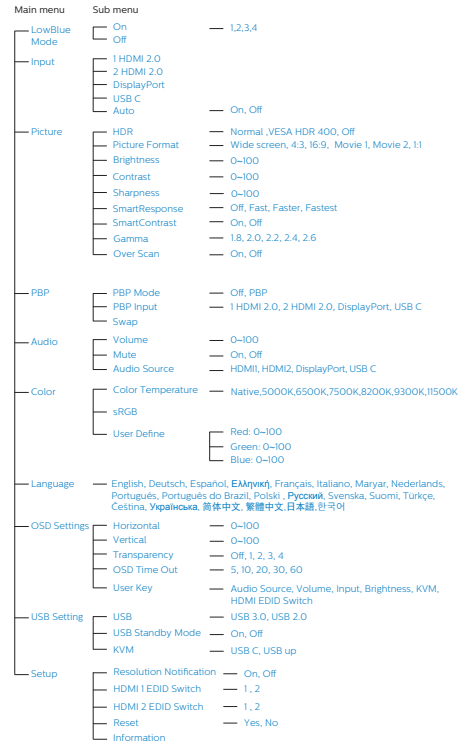 Main menu Sub menu
LowBlue Mode On 1,2,3,4
Off
Input 1 HDMI 2.0
2 HDMI 2.0
DisplayPort
USB C
Auto On, Off
Picture HDR Normal ,VESA HDR 400, Off
Picture Format Wide screen, 4:3, 16:9, Movie 1, Movie 2, 1:1
Brightness 0~100
Contrast 0~100
Sharpness 0~100
SmartResponse Off, Fast, Faster, Fastest
SmartContrast On, Off
Gamma 1.8, 2.0, 2.2, 2.4, 2.6
Over Scan On, Off
PBP PBP Mode Off, PBP
PBP Input 1 HDMI 2.0, 2 HDMI 2.0, DisplayPort, USB C
Swap
Audio Volume 0~100
Mute On, Off
Audio Source HDMI1, HDMI2, DisplayPort, USB C
Color Color Temperature Native,5000K,6500K,7500K,8200K,9300K,11500K
sRGB
User Define Red: 0~100
Green: 0~100
Blue: 0~100
Language English, Deutsch, Español, Ελληνική, Français, Italiano, Maryar, Nederlands,
Português, Português do Brazil, Polski , Русский, Svenska, Suomi, Türkçe,
Čeština, Українська, 简体中文, 繁體中文,日本語,한국어
OSD Settings Horizontal 0~100
Vertical 0~100
Transparency Off, 1, 2, 3, 4
OSD Time Out 5, 10, 20, 30, 60
User Key Audio Source, Volume, Input, Brightness, KVM,
HDMI EDID Switch
USB Setting USB USB 3.0, USB 2.0
USB Standby Mode On, Off
KVM USB C, USB up
Setup Resolution Notification On, Off
HDMI 1 EDID Switch 1 , 2
HDMI 2 EDID Switch 1 , 2
Reset Yes, No
Information